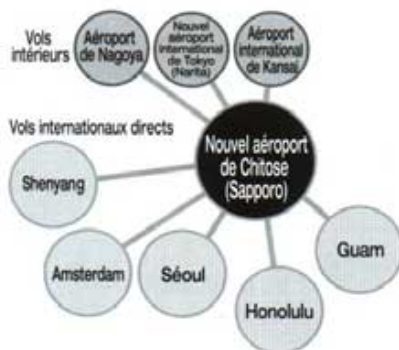 Vols
intérieurs
Aéroport
de Nagoya
Nouvel
aéroport
international
de Tokyo
(Narita)
Aéroport
international
de Kansai
Vols internationaux directs
Nouvel aéroport
de Chitose
(Sapporo)
Shenyang
Amsterdam
Séoul
Honolulu
Guam